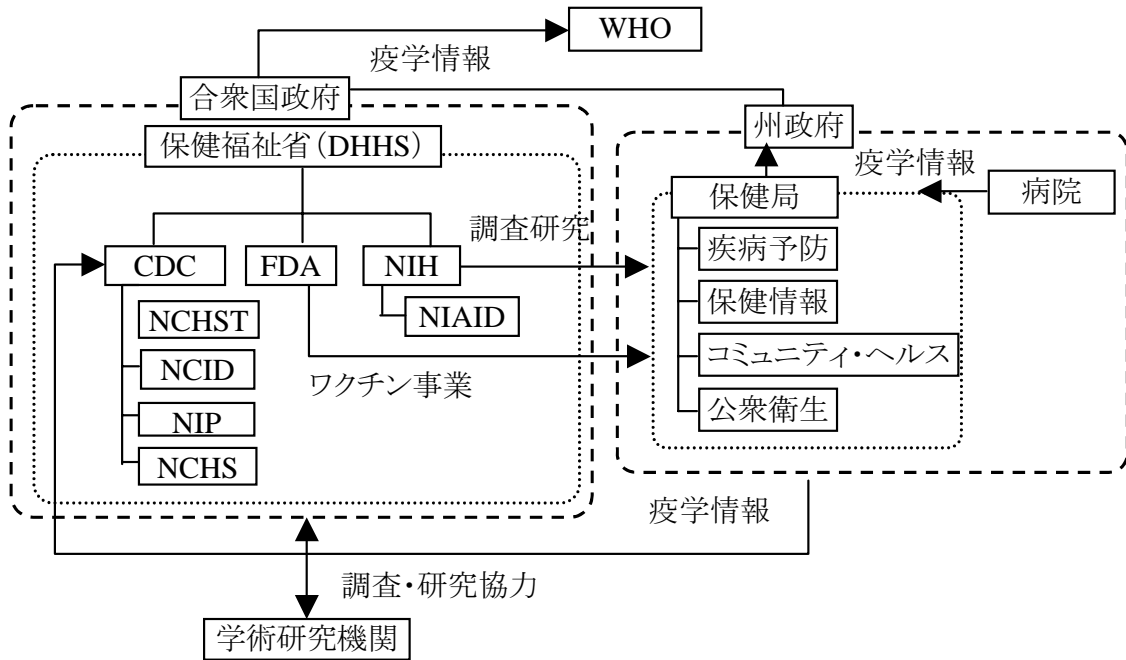 WHO
疫学情報
合衆国政府
州政府
保健福祉省(DHHS)
疫学情報
保健局
病院
調査研究
疾病予防
CDC
FDA
NIH
保健情報
NCHST
NIAID
コミュニティ・ヘルス
NCID
ワクチン事業
NIP
公衆衛生
NCHS
疫学情報
調査・研究協力
学術研究機関